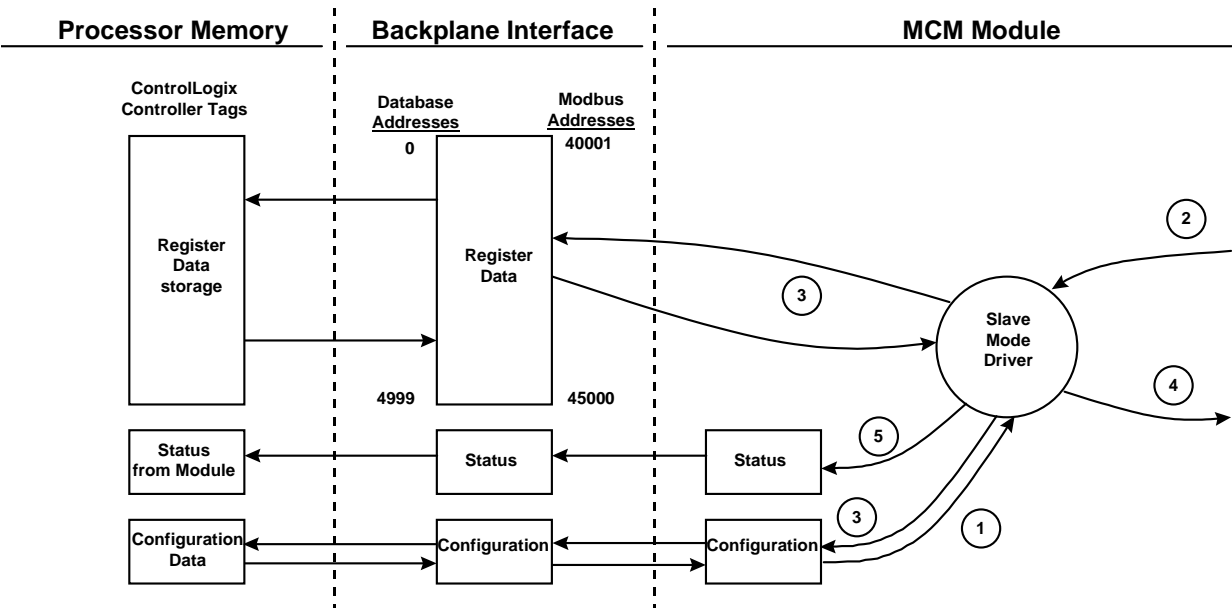 Processor Memory
Backplane Interface
MCM Module
ControlLogix
Controller Tags
Database
Addresses
0
Modbus
Addresses
40001
Register
Data
storage
Register
Data
4999
45000
2
3
Slave
Mode
Driver
4
5
Status
from Module
Status
Status
3
1
Configuration
Data
Configuration
Configuration